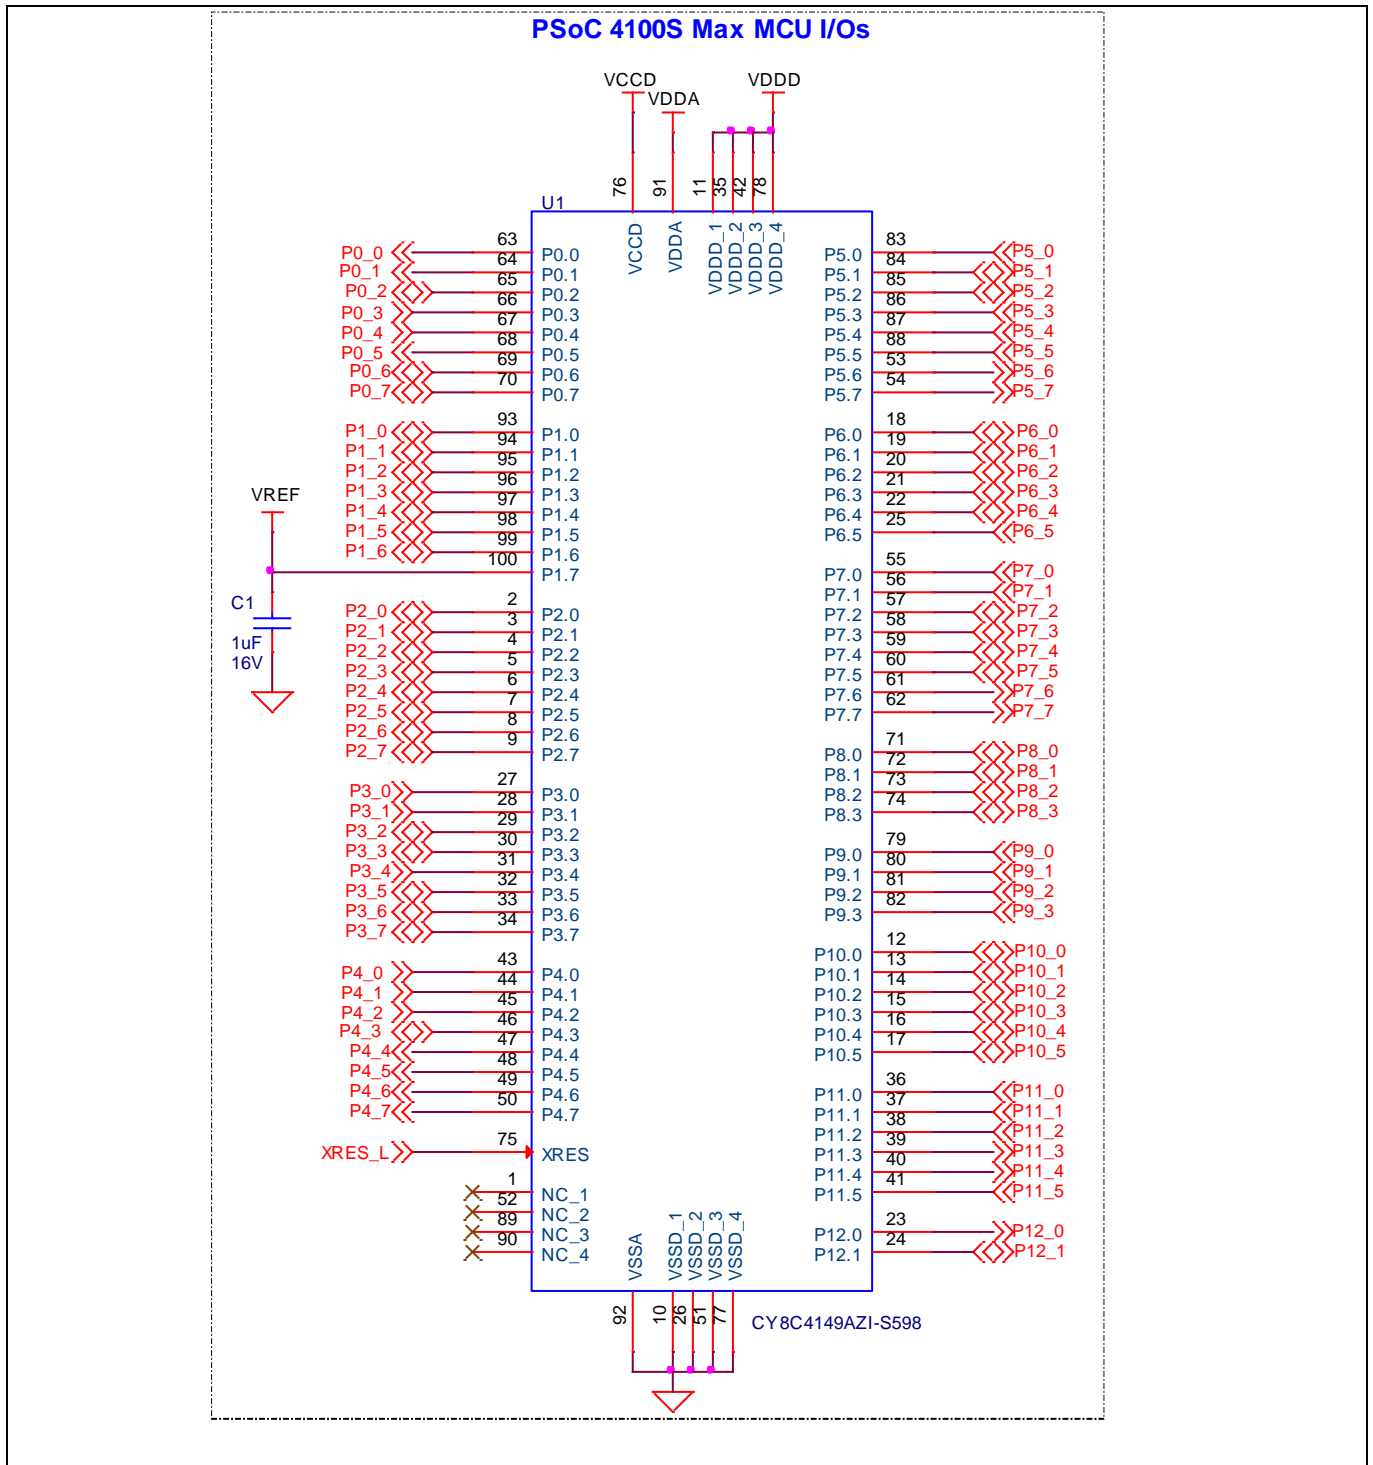 PSoC 4100S Max MCU I/Os
VCCD
VDDA
VDDD
76
91
11
35
42
78
U1
VCCD
VDDA
VDDD_1
VDDD_2
VDDD_3
VDDD_4
P0_0 63 P0.0
P0_1 64 P0.1
P0_2 65 P0.2
P0_3 66 P0.3
P0_4 67 P0.4
P0_5 68 P0.5
P0_6 69 P0.6
P0_7 70 P0.7
P1_0 93 P1.0
P1_1 94 P1.1
P1_2 95 P1.2
P1_3 96 P1.3
P1_4 97 P1.4
P1_5 98 P1.5
P1_6 99 P1.6
100 P1.7
VREF
C1
1uF
16V
P2_0 2 P2.0
P2_1 3 P2.1
P2_2 4 P2.2
P2_3 5 P2.3
P2_4 6 P2.4
P2_5 7 P2.5
P2_6 8 P2.6
P2_7 9 P2.7
P3_0 27 P3.0
P3_1 28 P3.1
P3_2 29 P3.2
P3_3 30 P3.3
P3_4 31 P3.4
P3_5 32 P3.5
P3_6 33 P3.6
P3_7 34 P3.7
P4_0 43 P4.0
P4_1 44 P4.1
P4_2 45 P4.2
P4_3 46 P4.3
P4_4 47 P4.4
P4_5 48 P4.5
P4_6 49 P4.6
P4_7 50 P4.7
XRES_L 75 XRES
1 NC_1
52 NC_2
89 NC_3
90 NC_4
P5.0 83 P5_0
P5.1 84 P5_1
P5.2 85 P5_2
P5.3 86 P5_3
P5.4 87 P5_4
P5.5 88 P5_5
P5.6 53 P5_6
P5.7 54 P5_7
P6.0 18 P6_0
P6.1 19 P6_1
P6.2 20 P6_2
P6.3 21 P6_3
P6.4 22 P6_4
P6.5 25 P6_5
P7.0 55 P7_0
P7.1 56 P7_1
P7.2 57 P7_2
P7.3 58 P7_3
P7.4 59 P7_4
P7.5 60 P7_5
P7.6 61 P7_6
P7.7 62 P7_7
P8.0 71 P8_0
P8.1 72 P8_1
P8.2 73 P8_2
P8.3 74 P8_3
P9.0 79 P9_0
P9.1 80 P9_1
P9.2 81 P9_2
P9.3 82 P9_3
P10.0 12 P10_0
P10.1 13 P10_1
P10.2 14 P10_2
P10.3 15 P10_3
P10.4 16 P10_4
P10.5 17 P10_5
P11.0 36 P11_0
P11.1 37 P11_1
P11.2 38 P11_2
P11.3 39 P11_3
P11.4 40 P11_4
P11.5 41 P11_5
P12.0 23 P12_0
P12.1 24 P12_1
VSSA
VSSD_1
VSSD_2
VSSD_3
VSSD_4
92
10
26
51
77
CY8C4149AZI-S598